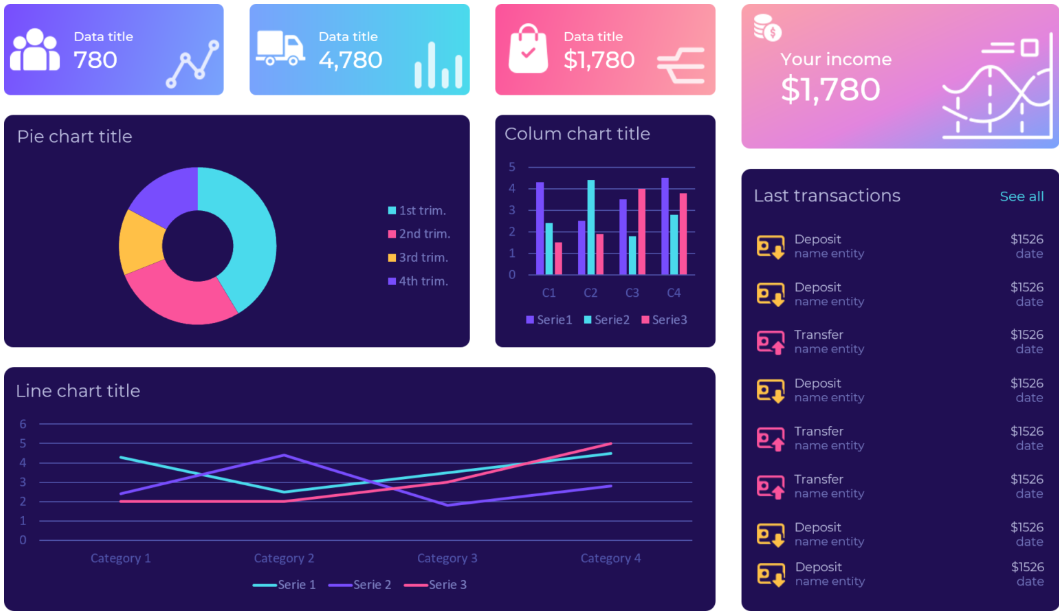 Data title
780
Data title
4,780
Data title
$1,780
Your income
$1,780
Pie chart title
1st trim.
2nd trim.
3rd trim.
4th trim.
Colum chart title
5
4
3
2
1
0
C1 C2 C3 C4
Serie1 Serie2 Serie3
Last transactions See all
Deposit $1526
name entity date
Deposit $1526
name entity date
Transfer $1526
name entity date
Deposit $1526
name entity date
Transfer $1526
name entity date
Transfer $1526
name entity date
Deposit $1526
name entity date
Deposit $1526
name entity date
Line chart title
6
5
4
3
2
1
0
Category 1 Category 2 Category 3 Category 4
Serie 1 Serie 2 Serie 3